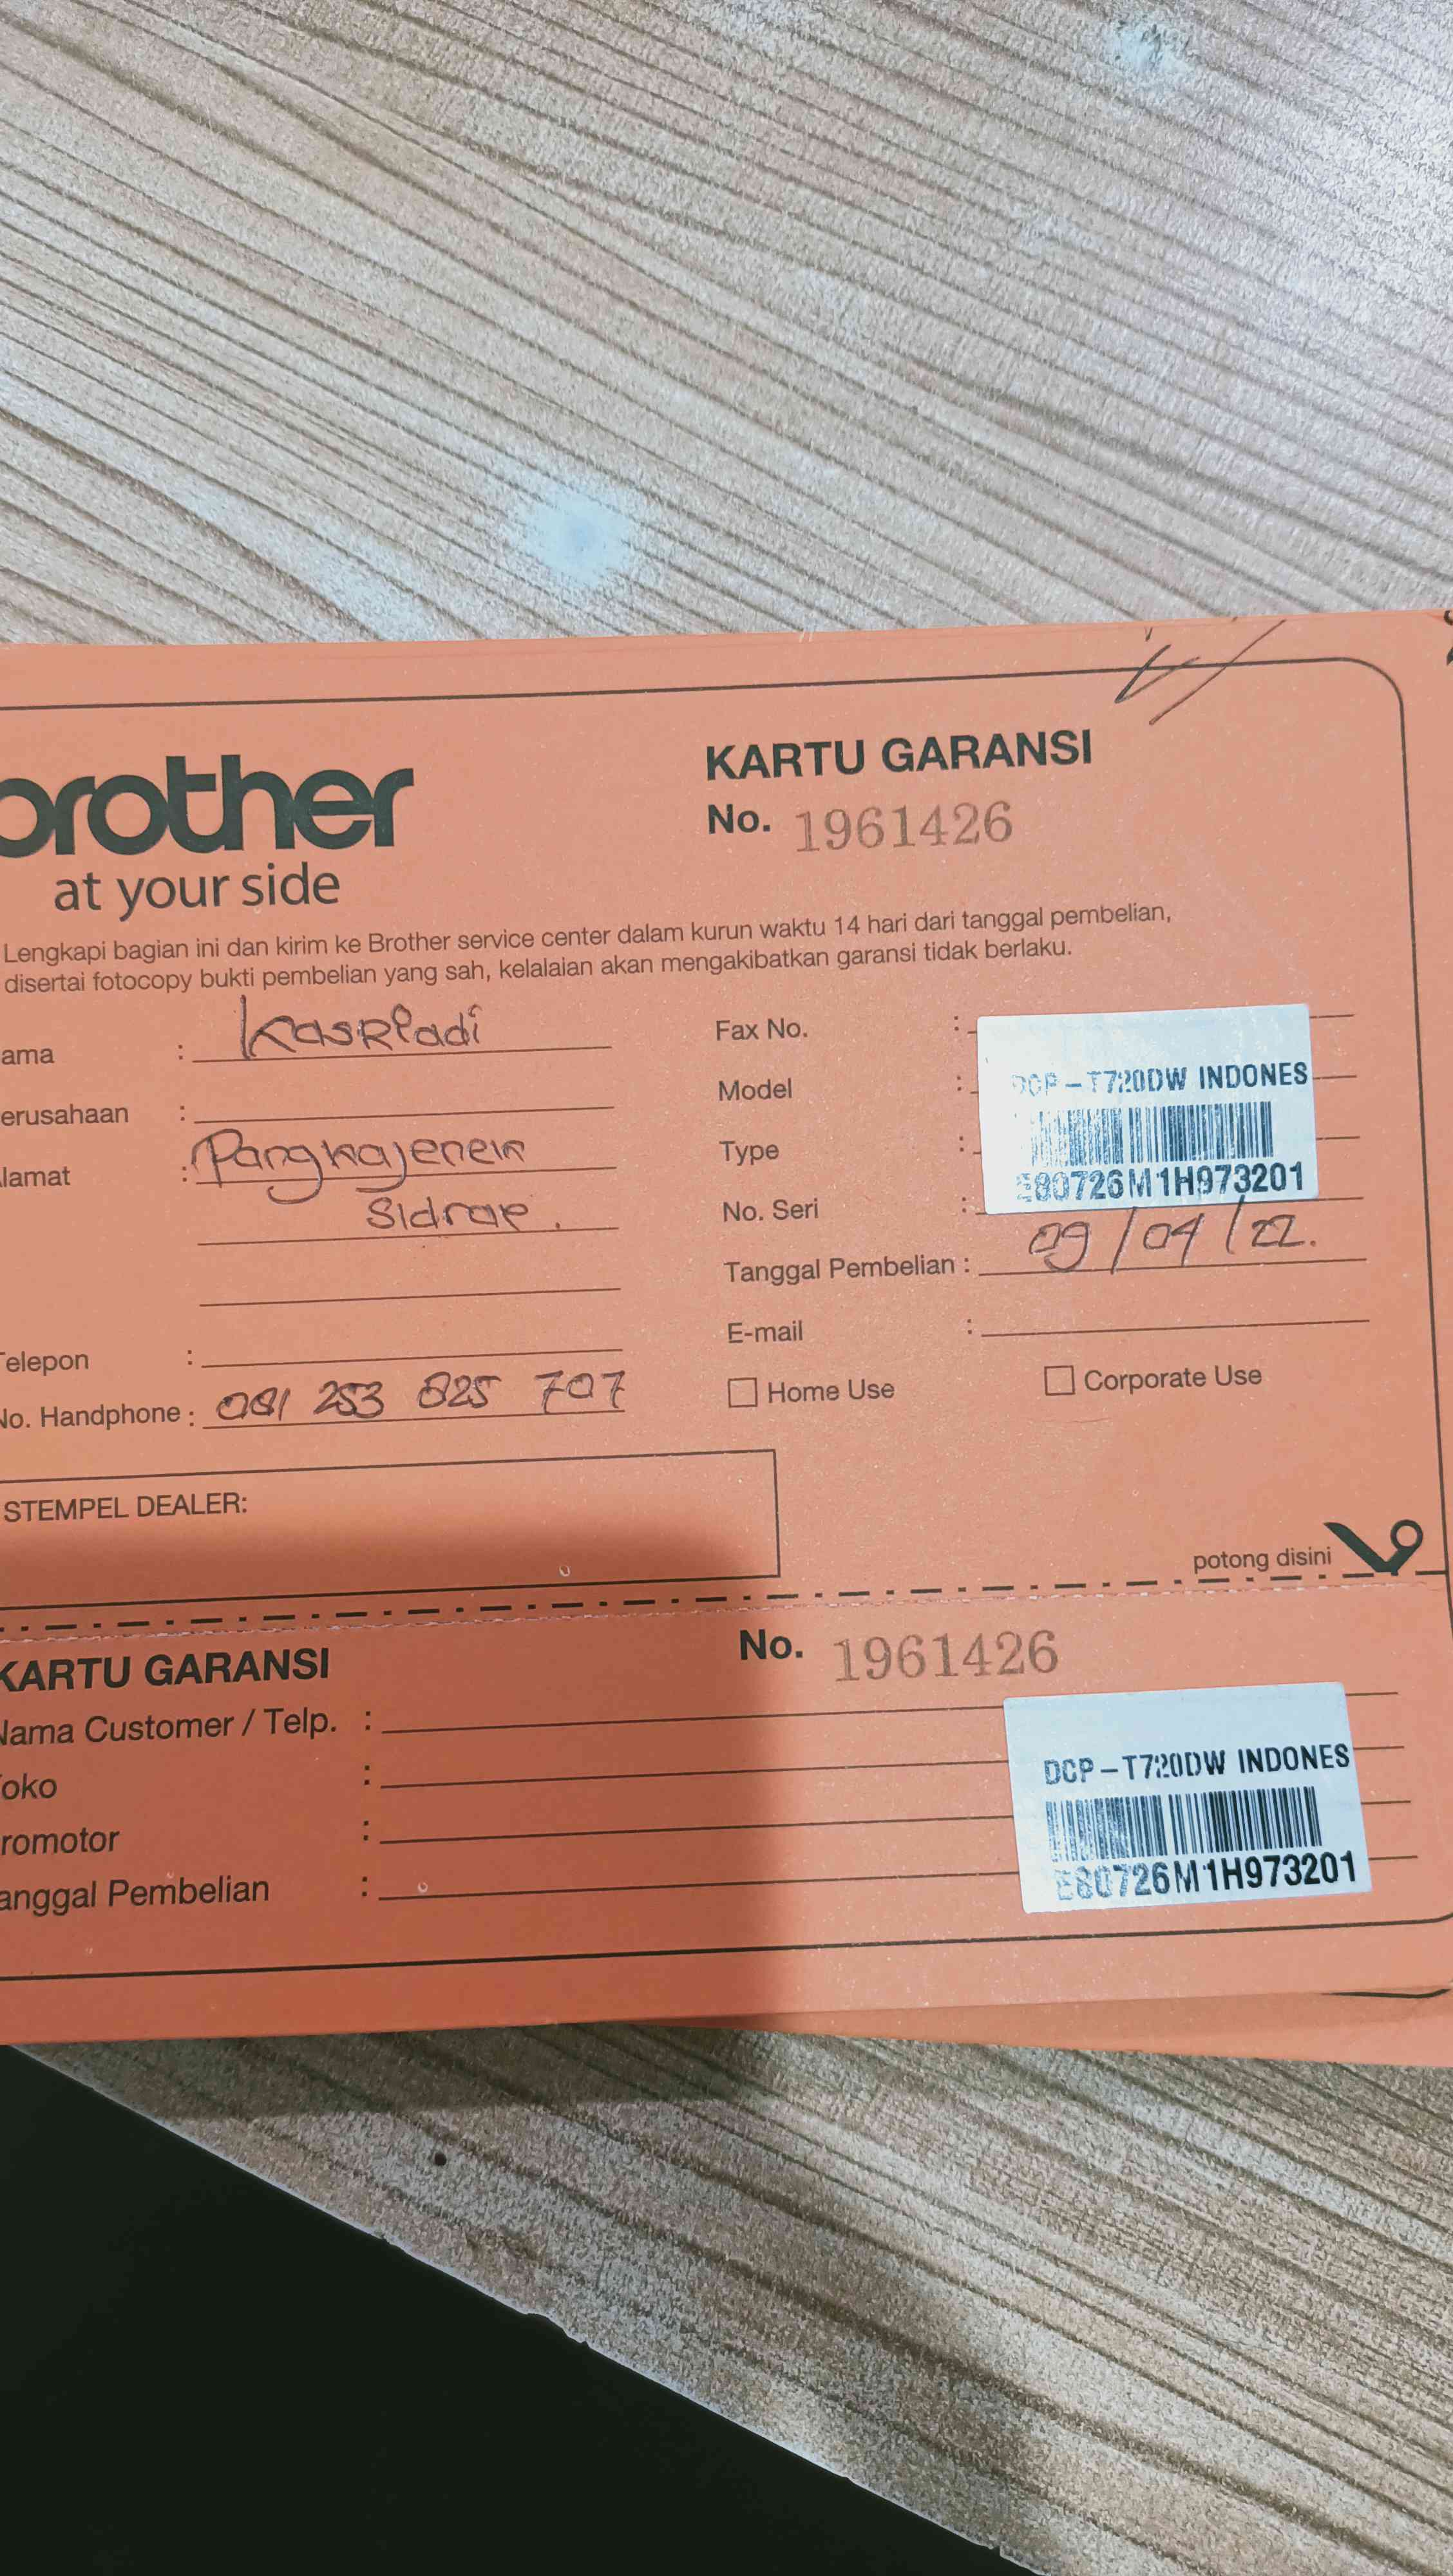 brother
at your side
KARTU GARANSI
No. 1961426
Lengkapi bagian ini dan kirim ke Brother service center dalam kurun waktu 14 hari dari tanggal pembelian,
disertai fotocopy bukti pembelian yang sah, kelalaian akan mengakibatkan garansi tidak berlaku.
ama :
erusahaan :
lamat :
Sidrap.
elepon :
No. Handphone : 081 253 825 707
Fax No. :
Model : DCP-T720DW INDONES
Type :
No. Seri : E80726M1H973201
Tanggal Pembelian : 09/04/22.
E-mail :
Home Use
Corporate Use
STEMPEL DEALER:
potong disini
KARTU GARANSI
No. 1961426
Nama Customer / Telp. :
oko :
romotor :
anggal Pembelian :
DCP-T720DW INDONES
E80726M1H973201